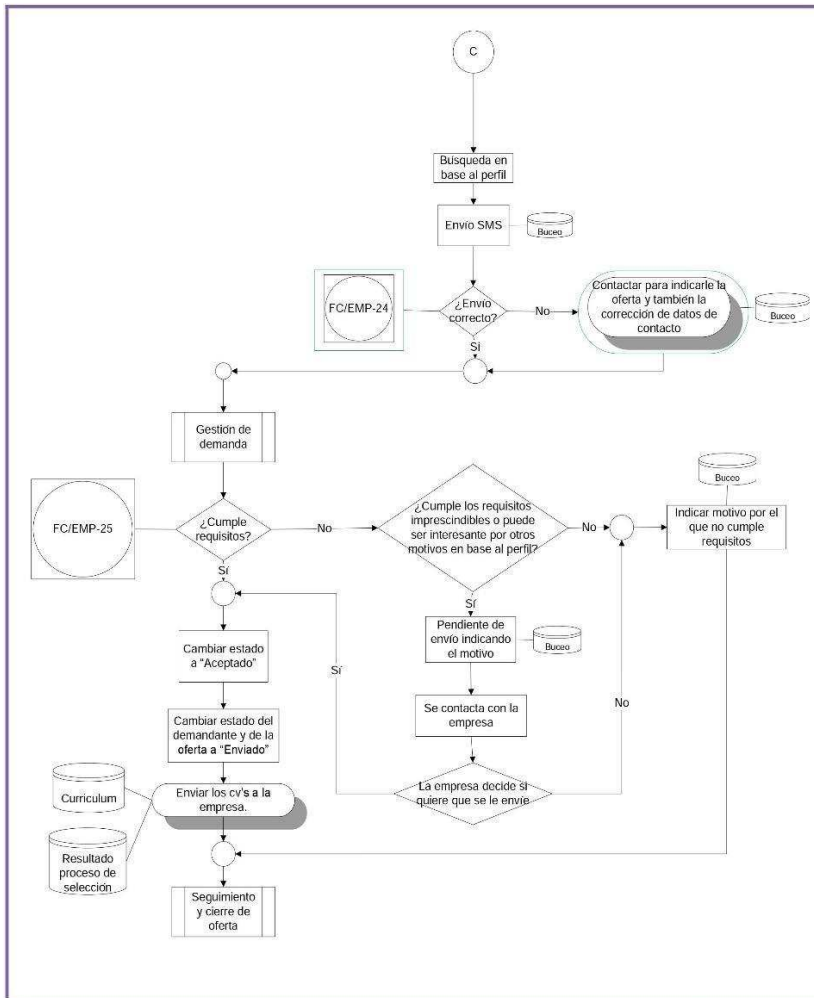 C
Búsqueda en
base al perfil
Envío SMS
Buceo
FC/EMP-24
¿Envío
correcto?
No
Contactar para indicarle la
oferta y también la
corrección de datos de
contacto
Buceo
Sí
Gestión de
demanda
Buceo
FC/EMP-25
¿Cumple
requisitos?
No
¿Cumple los requisitos
imprescindibles o puede
ser interesante por otros
motivos en base al perfil?
No
Indicar motivo por el
que no cumple
requisitos
Sí
Sí
Pendiente de
envío indicando
el motivo
Buceo
Cambiar estado
a “Aceptado”
Sí
Se contacta con la
empresa
No
Cambiar estado del
demandante y de la
oferta a “Enviado”
La empresa decide si
quiere que se le envíe
Curriculum
Enviar los cv's a la
empresa.
Resultado
proceso de
selección
Seguimiento
y cierre de
oferta